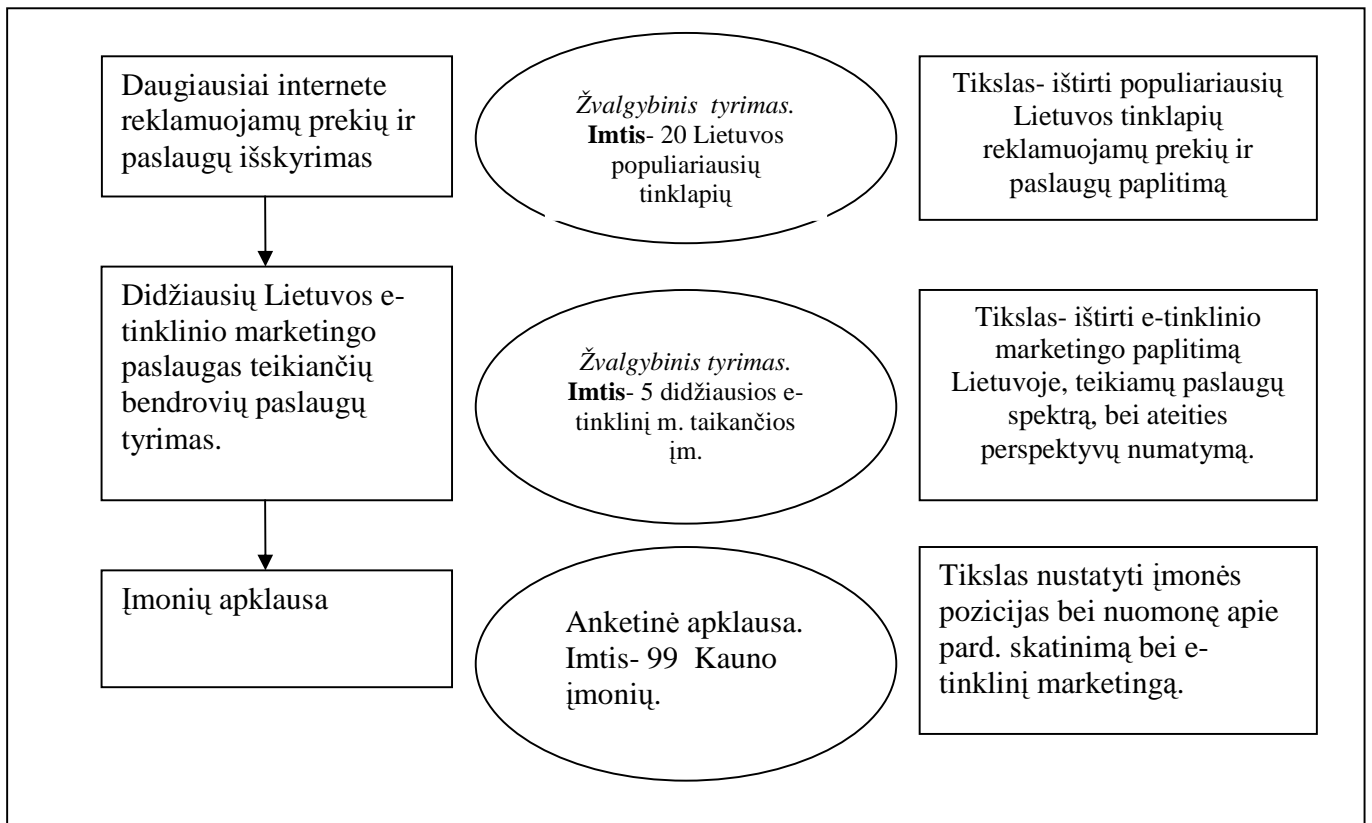 Daugiausiai internete
reklamuojamų prekių ir
paslaugų išskyrimas
Žvalgybinis tyrimas.
Imtis- 20 Lietuvos
populiariausių
tinklapių
Tikslas- ištirti populiariausių
Lietuvos tinklapių
reklamuojamų prekių ir
paslaugų paplitimą
Didžiausių Lietuvos e-
tinklinio marketingo
paslaugas teikiančių
bendrovių paslaugų
tyrimas.
Žvalgybinis tyrimas.
Imtis- 5 didžiausios e-
tinklinį m. taikančios
įm.
Tikslas- ištirti e-tinklinio
marketingo paplitimą
Lietuvoje, teikiamų paslaugų
spektrą, bei ateities
perspektyvų numatymą.
Įmonių apklausa
Anketinė apklausa.
Imtis- 99 Kauno
įmonių.
Tikslas nustatyti įmonės
pozicijas bei nuomonę apie
pard. skatinimą bei e-
tinklinį marketingą.